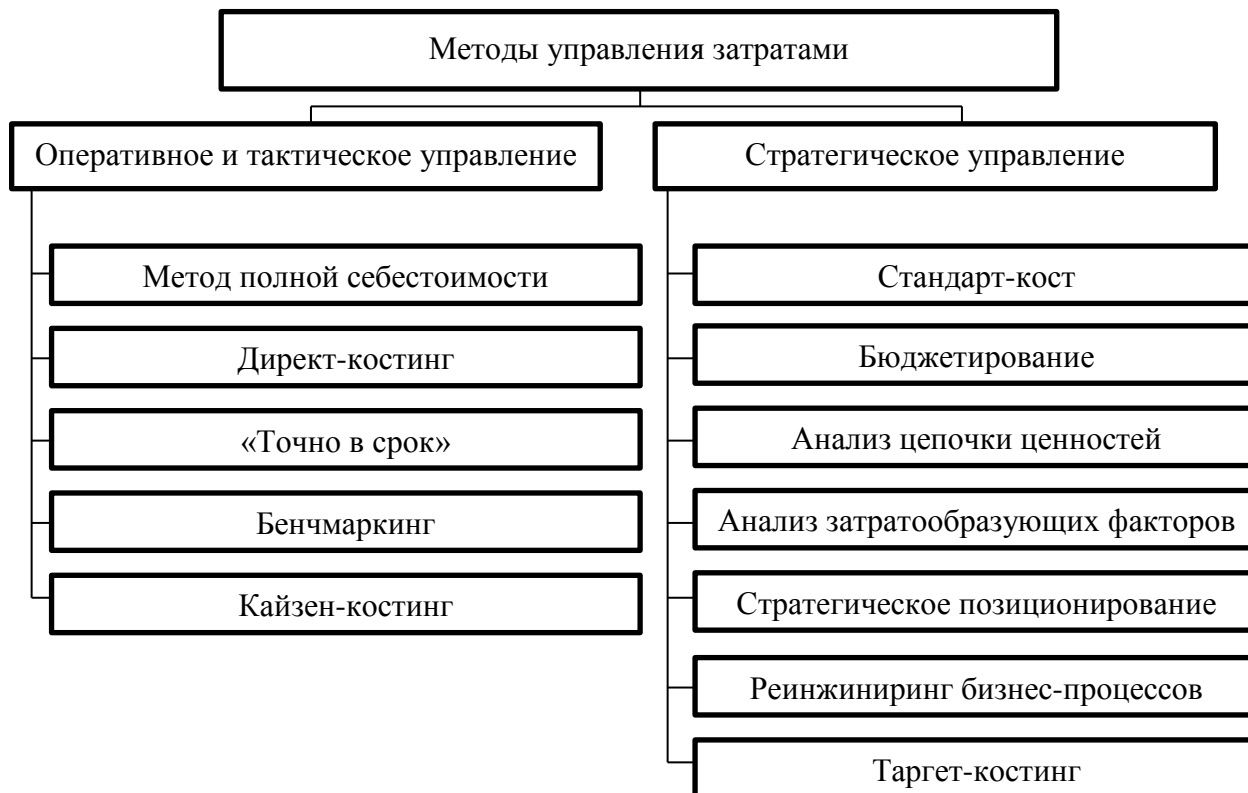 Методы управления затратами
Оперативное и тактическое управление
Метод полной себестоимости
Директ-костинг
«Точно в срок»
Бенчмаркинг
Кайзен-костинг
Стратегическое управление
Стандарт-кост
Бюджетирование
Анализ цепочки ценностей
Анализ затратообразующих факторов
Стратегическое позиционирование
Реинжиниринг бизнес-процессов
Таргет-костинг